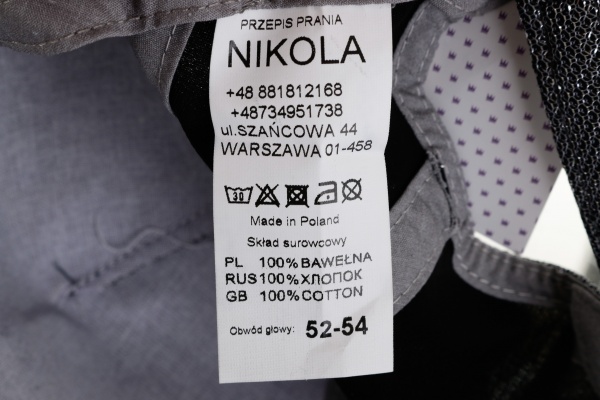 PRZEPIS PRANIA
NIKOLA
+48 881812168
+48734951738
ul.SZAŃCOWA 44
WARSZAWA 01-458
30
Made in Poland
Skład surowcowy
PL 100% BAWEŁNA
RUS 100% ХЛОПОК
GB 100% COTTON
Obwód głowy: 52-54